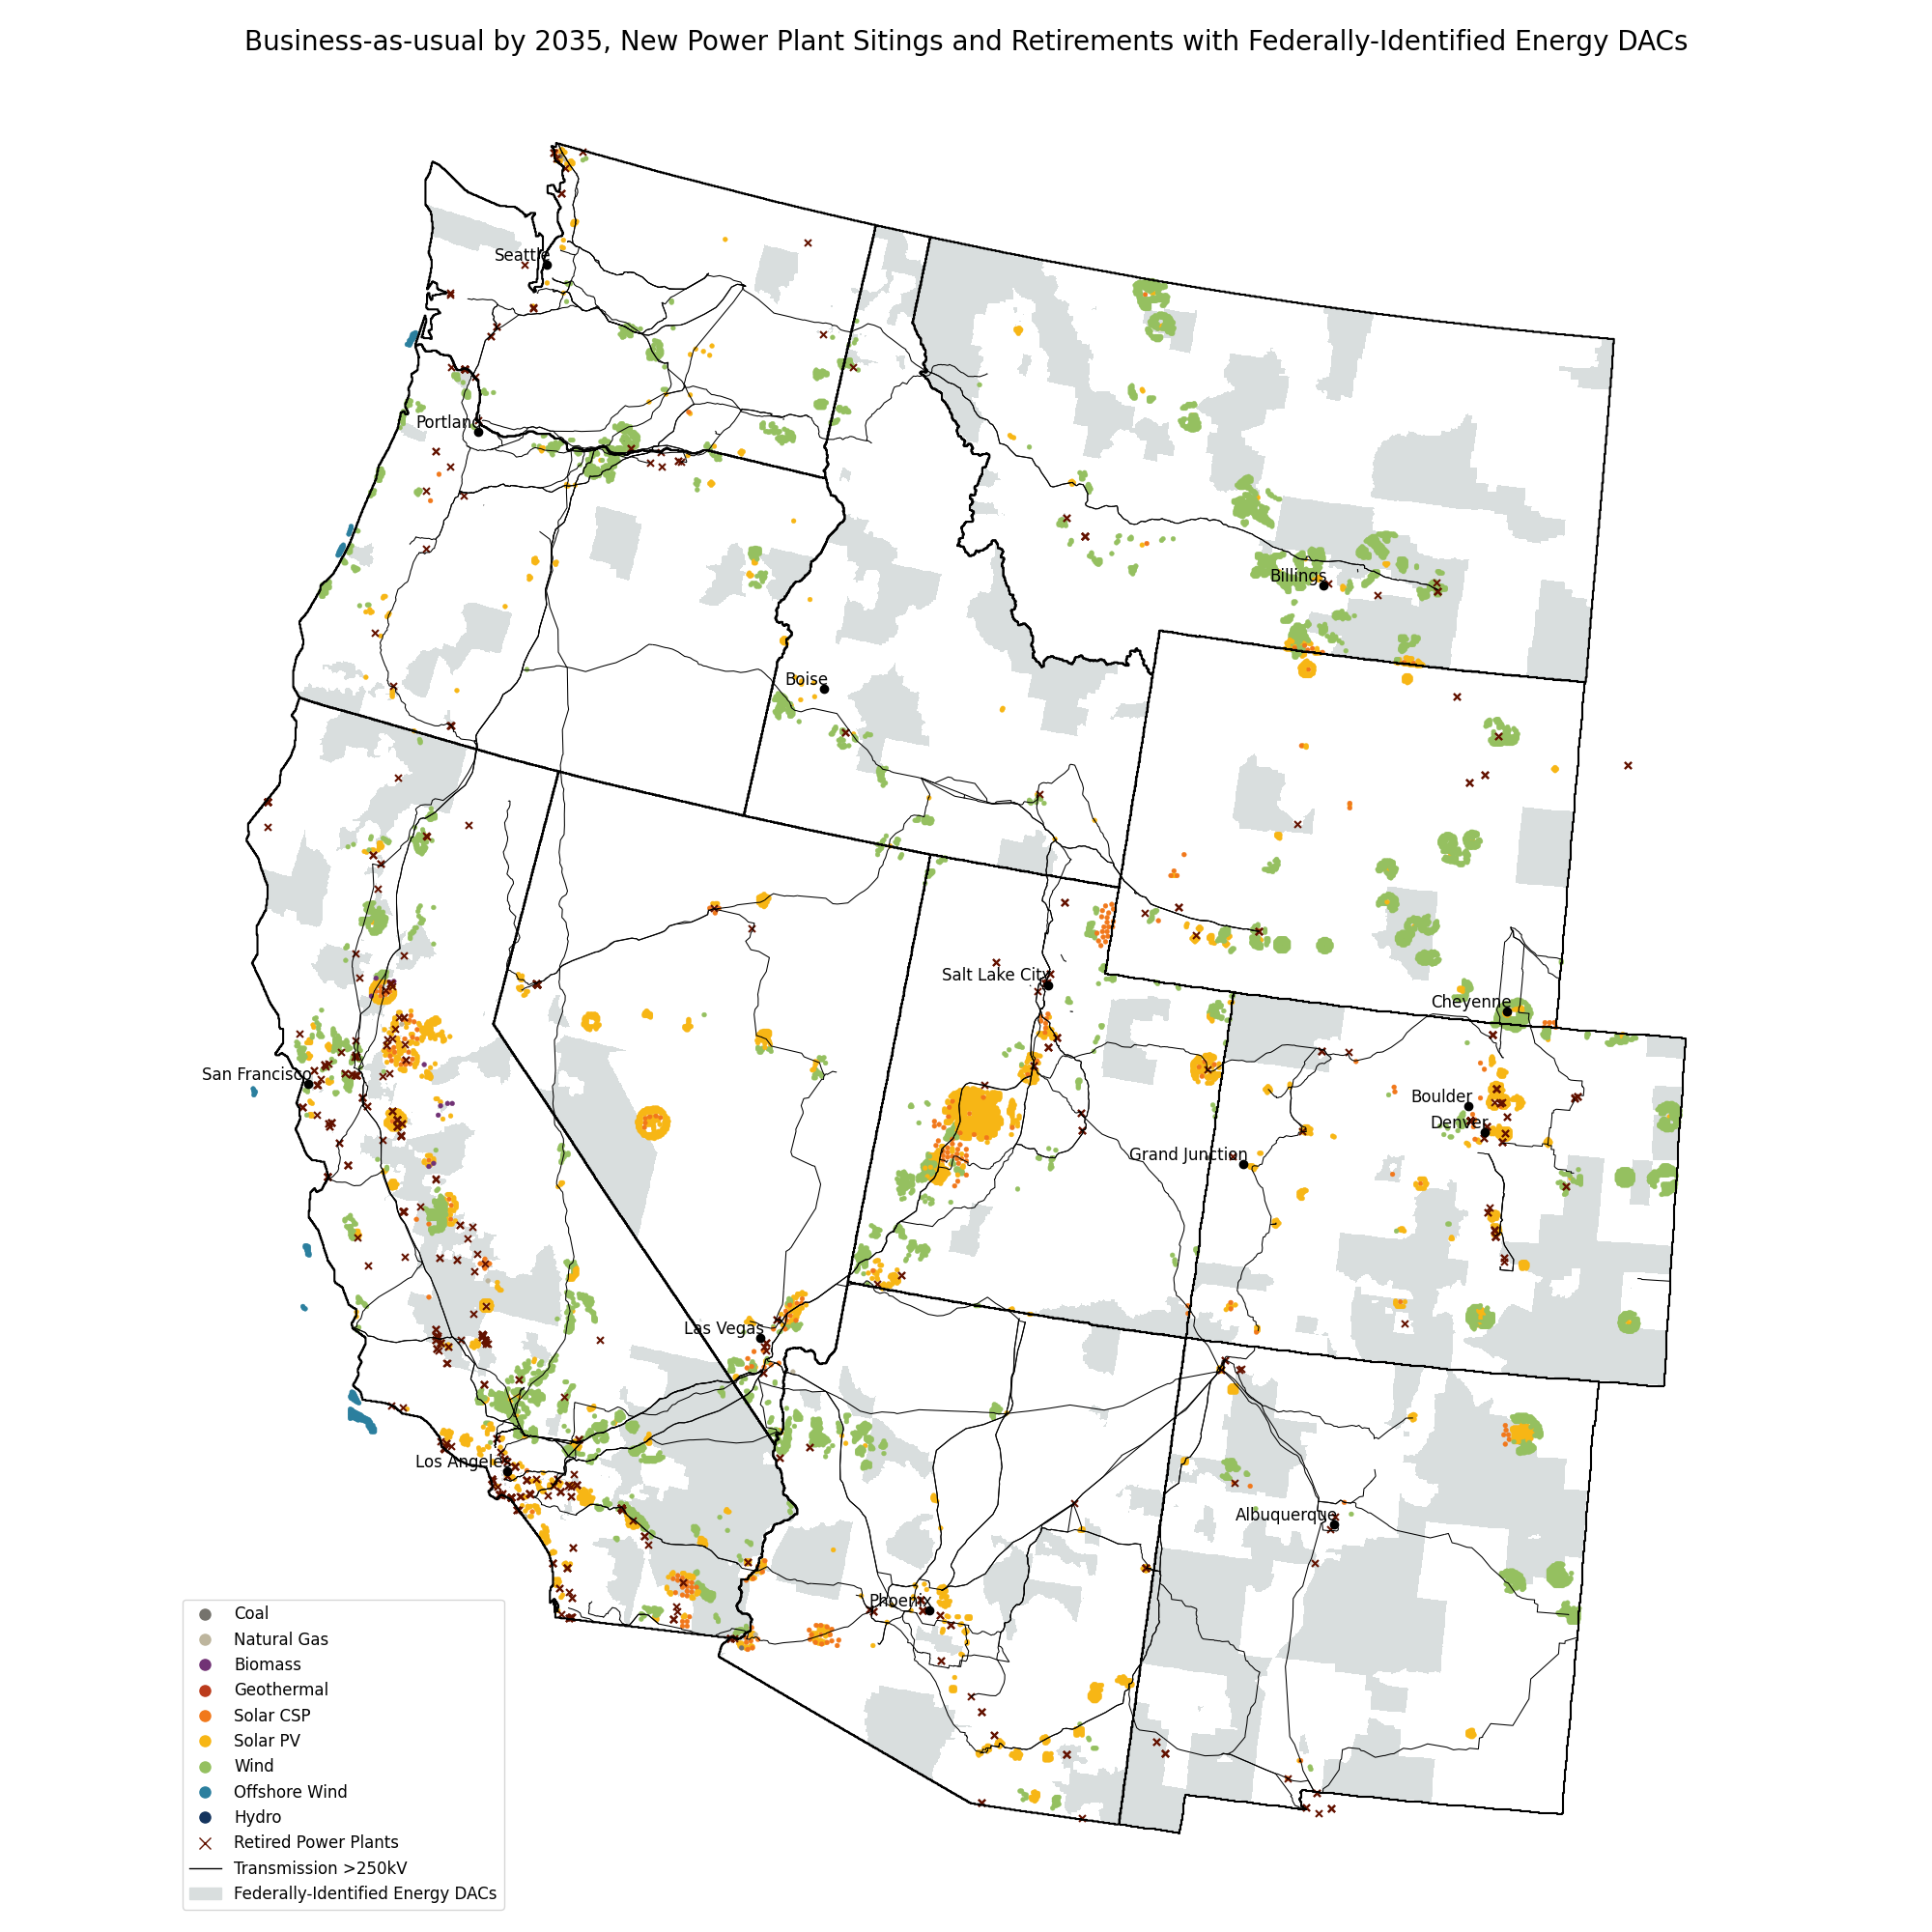 Business-as-usual by 2035, New Power Plant Sitings and Retirements with Federally-Identified Energy DACs
Seattle
Portland
Billings
Boise
Salt Lake City
Cheyenne
San Francisco
Boulder
Denver
Grand Junction
Las Vegas
Los Angeles
Albuquerque
Phoenix
Coal
Natural Gas
Biomass
Geothermal
Solar CSP
Solar PV
Wind
Offshore Wind
Hydro
Retired Power Plants
Transmission >250kV
Federally-Identified Energy DACs